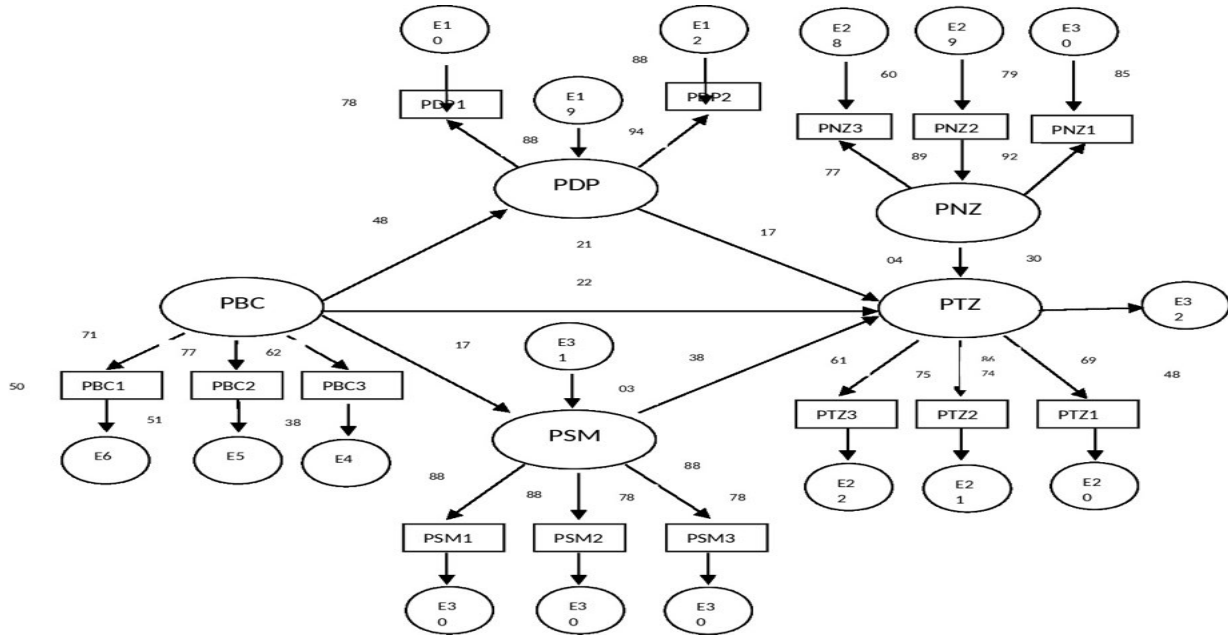 E1
0
E1
2
E2
8
E2
9
E3
0
88
60
79
85
78
PDP1
E1
9
PDP2
PNZ3
PNZ2
PNZ1
88
94
89
92
77
PDP
PNZ
48
21
17
04
30
22
PBC
PTZ
E3
2
71
77
62
17
E3
1
38
61
86
74
75
69
48
50
PBC1
PBC2
PBC3
03
51
38
PTZ3
PTZ2
PTZ1
PSM
E6
E5
E4
88
88
88
78
78
E2
2
E2
1
E2
0
PSM1
PSM2
PSM3
E3
0
E3
0
E3
0